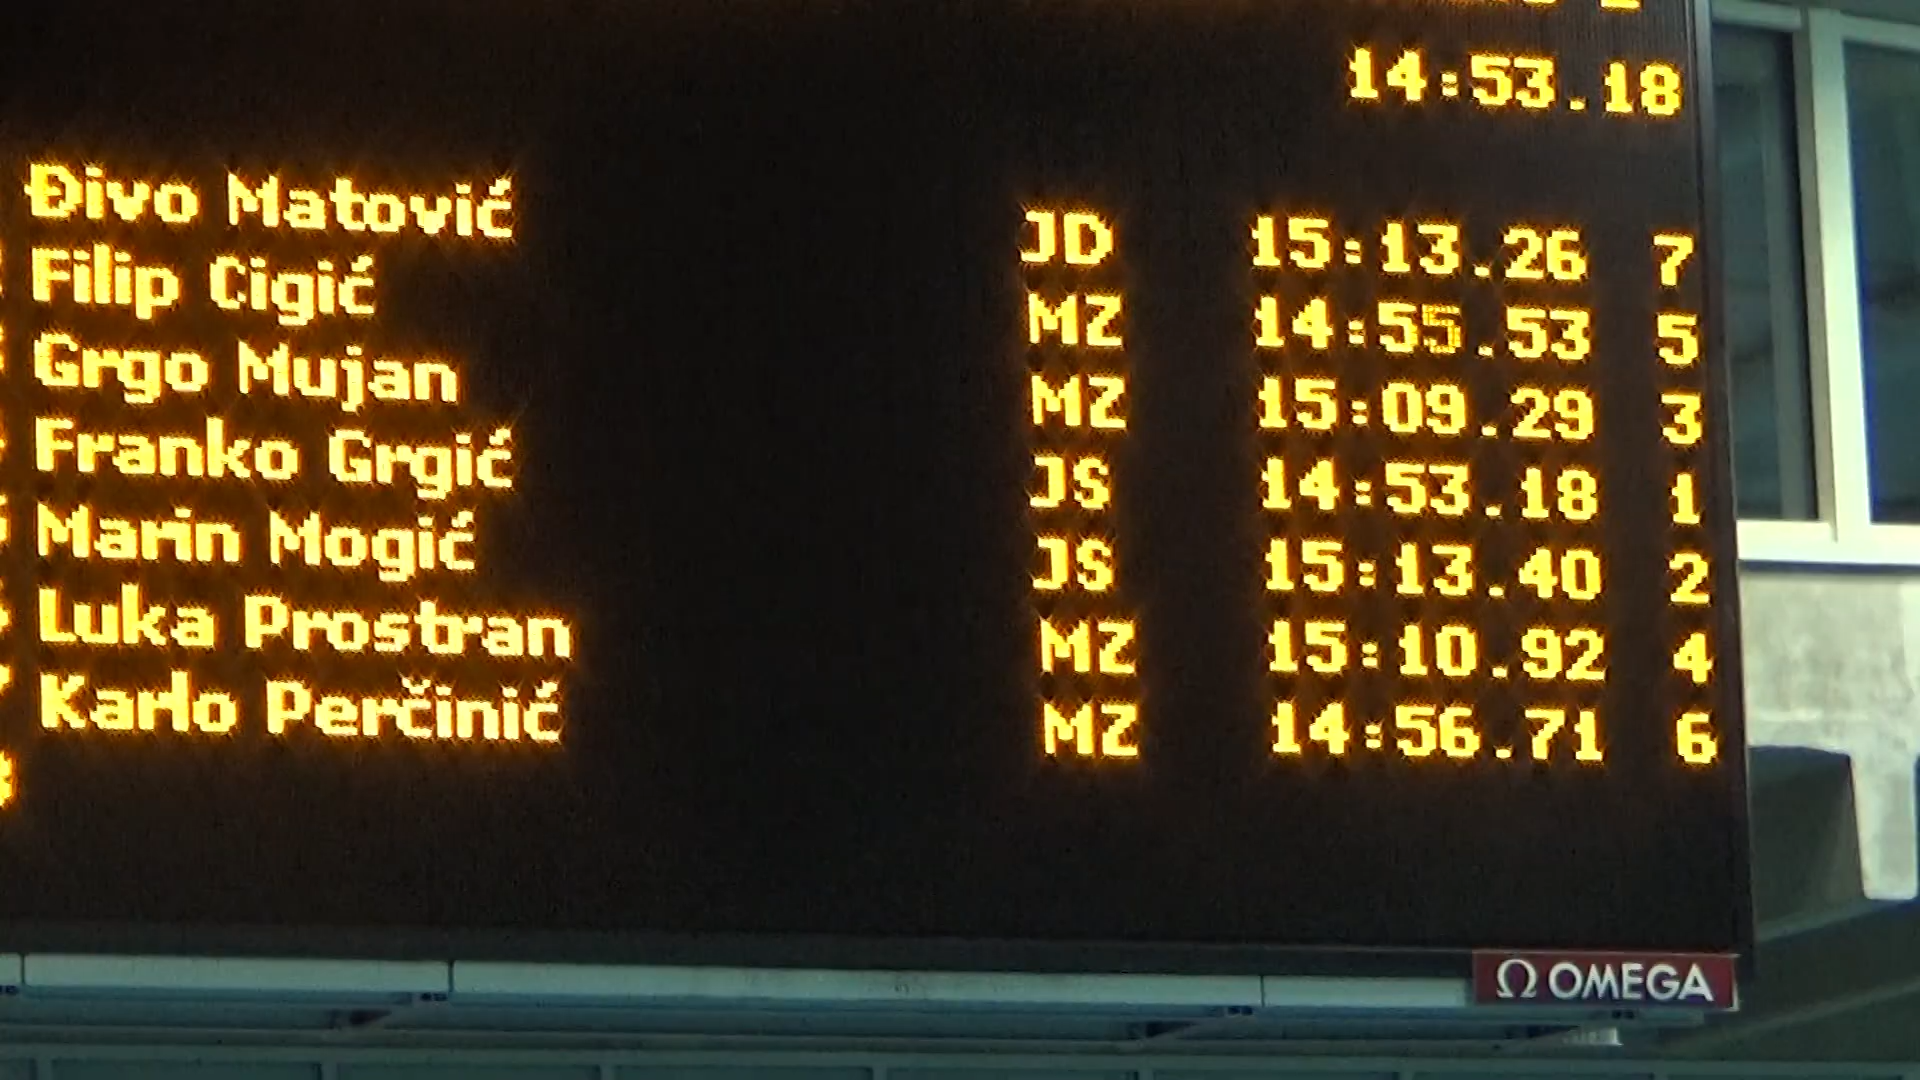 14:53.18
Đivo Matović JD 15:13.26 7
Filip Cigić MZ 14:55.53 5
Grgo Mujan MZ 15:09.29 3
Franko Grgić JS 14:53.18 1
Marin Mogić JS 15:13.40 2
Luka Prostran MZ 15:10.92 4
Karlo Perčinić MZ 14:56.71 6
Ω OMEGA